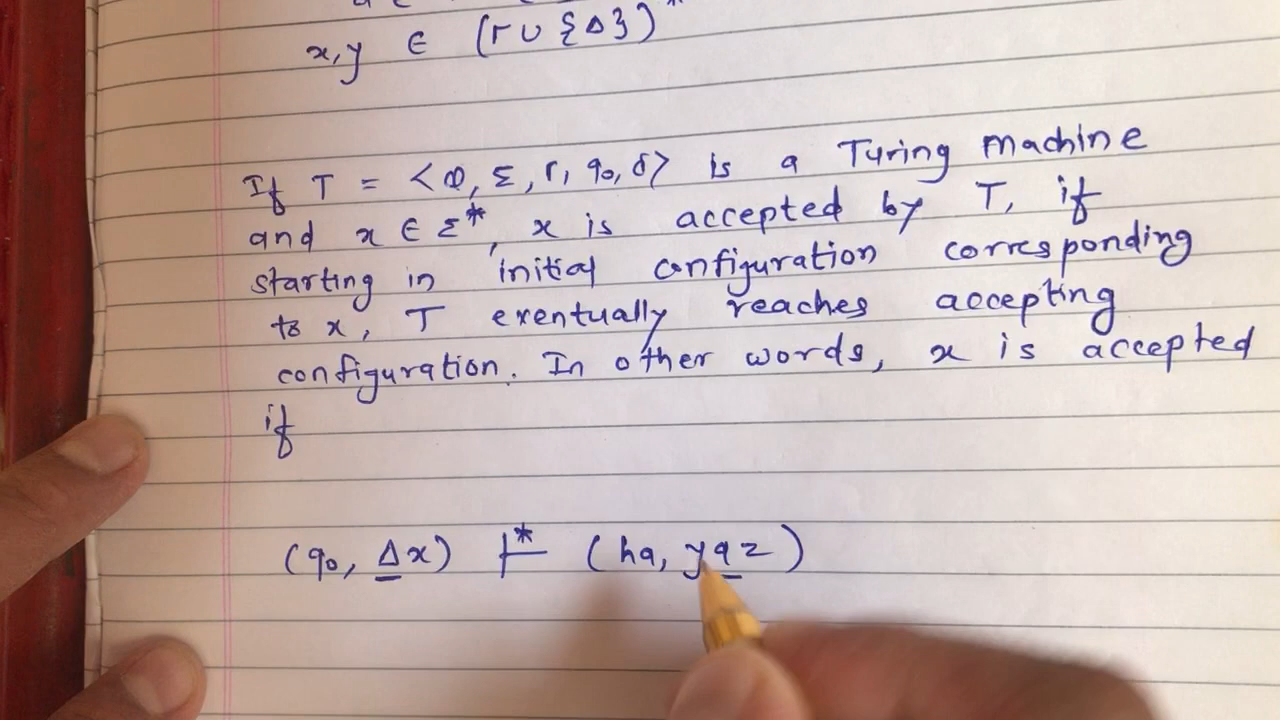 x, y ∈ (Γ ∪ {Δ})*
If T = <Q, Σ, Γ, q0, δ> is a Turing machine
and x ∈ Σ*, x is accepted by T, if
starting in initial configuration corresponding
to x, T eventually reaches accepting
configuration. In other words, x is accepted
if
(q0, Δx) ⊢* (ha, yaz)